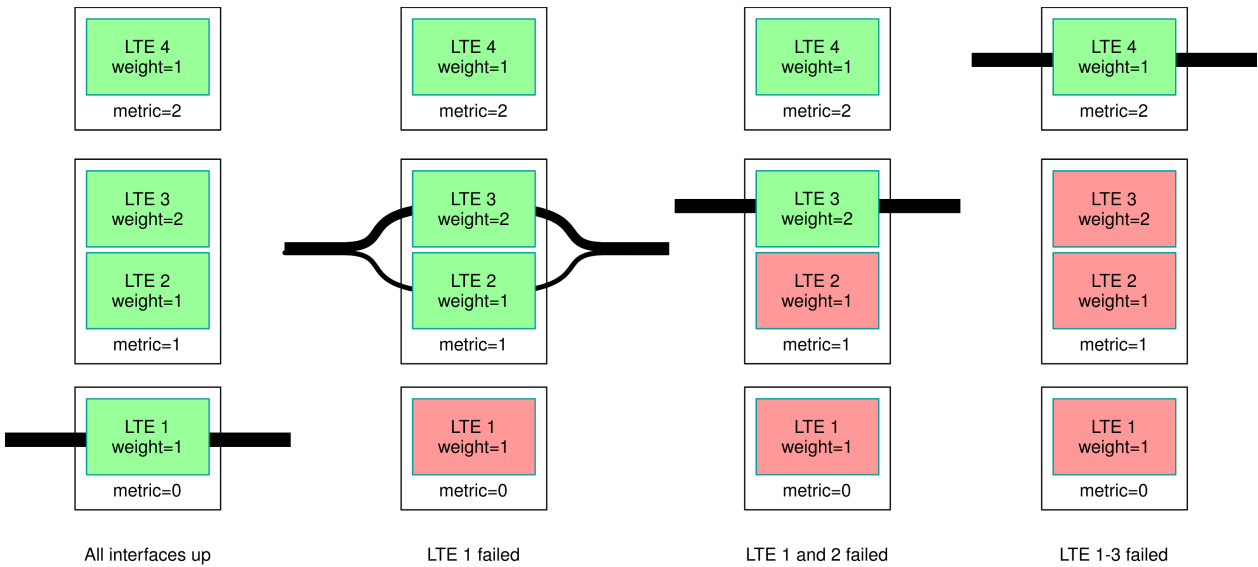 LTE 4
weight=1
metric=2
LTE 3
weight=2
LTE 2
weight=1
metric=1
LTE 1
weight=1
metric=0
All interfaces up
LTE 4
weight=1
metric=2
LTE 3
weight=2
LTE 2
weight=1
metric=1
LTE 1
weight=1
metric=0
LTE 1 failed
LTE 4
weight=1
metric=2
LTE 3
weight=2
LTE 2
weight=1
metric=1
LTE 1
weight=1
metric=0
LTE 1 and 2 failed
LTE 4
weight=1
metric=2
LTE 3
weight=2
LTE 2
weight=1
metric=1
LTE 1
weight=1
metric=0
LTE 1-3 failed